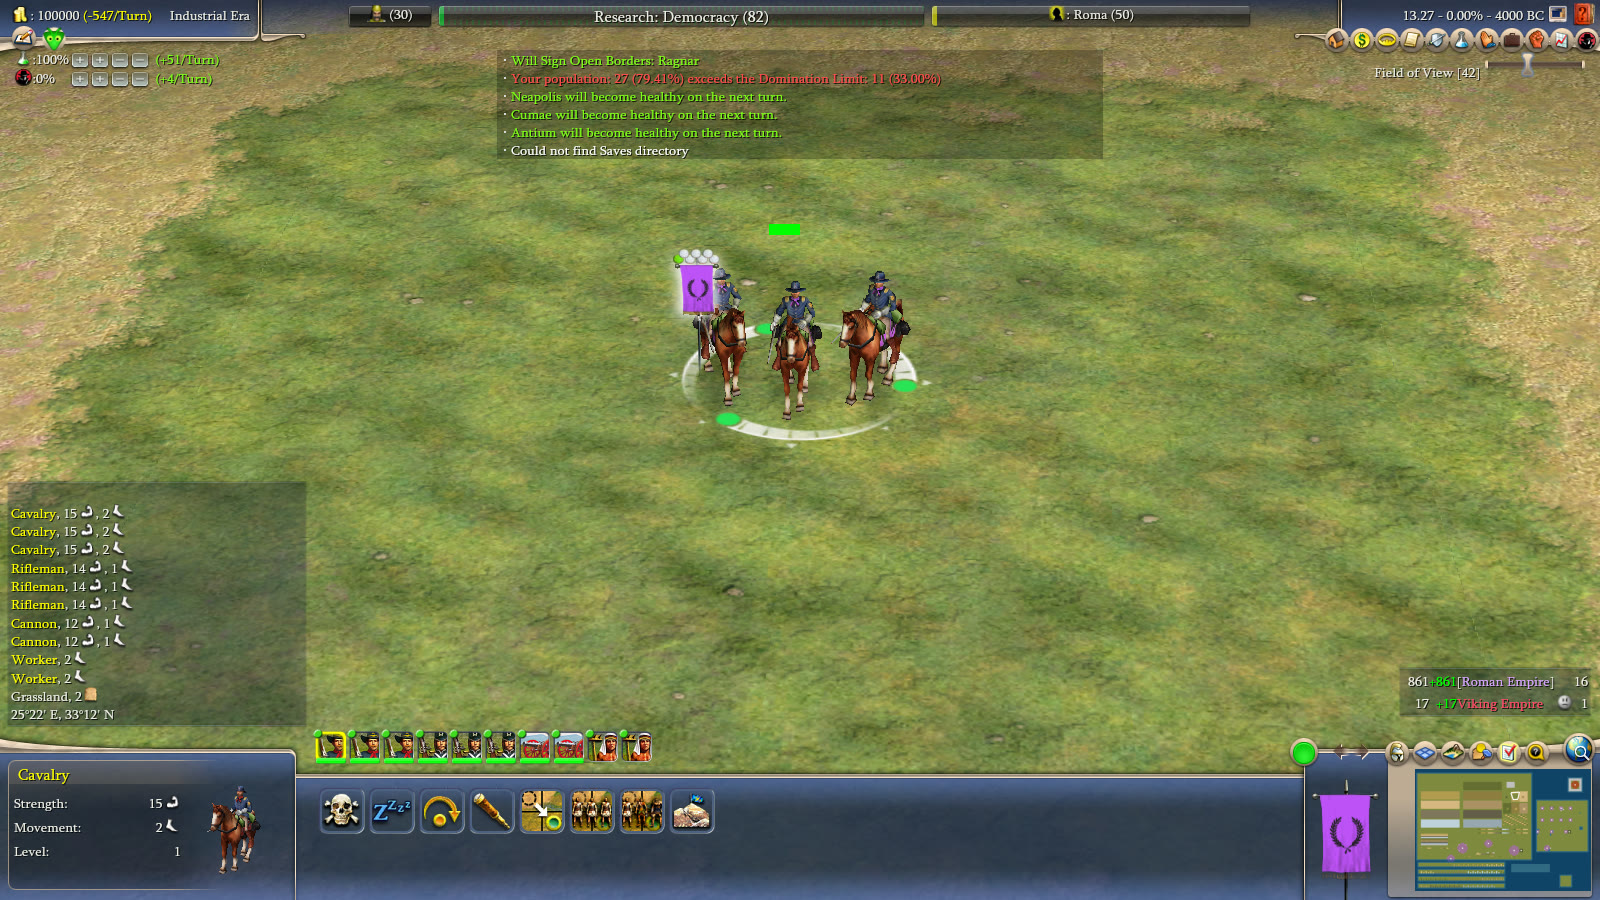 : 100000 (-547/Turn) Industrial Era
(30)
Research: Democracy (82)
: Roma (50)
13.27 - 0.00% - 4000 BC
:100% (+51/Turn)
:0% (+4/Turn)
Field of View [42]
· Will Sign Open Borders: Ragnar
· Your population: 27 (79.41%) exceeds the Domination Limit: 11 (33.00%)
· Neapolis will become healthy on the next turn.
· Cumae will become healthy on the next turn.
· Antium will become healthy on the next turn.
· Could not find Saves directory
Cavalry, 15 , 2
Cavalry, 15 , 2
Cavalry, 15 , 2
Rifleman, 14 , 1
Rifleman, 14 , 1
Rifleman, 14 , 1
Cannon, 12 , 1
Cannon, 12 , 1
Worker, 2
Worker, 2
Grassland, 2
25°22' E, 33°12' N
861+861[Roman Empire] 16
17 +17Viking Empire 1
Cavalry
Strength: 15
Movement: 2
Level: 1
ZZzzz